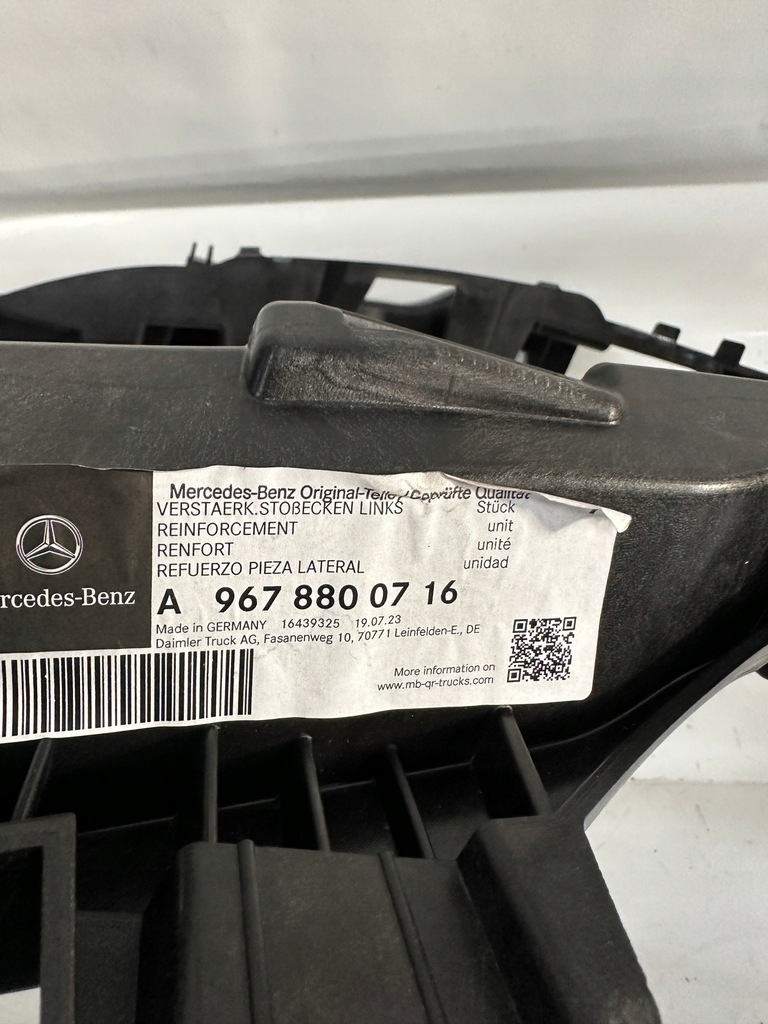 Mercedes-Benz Original-Teile, Geprüfte Qualität
VERSTAERK.STOßECKEN LINKS Stück
REINFORCEMENT unit
RENFORT unité
REFUERZO PIEZA LATERAL unidad
rcedes-Benz
A 967 880 07 16
Made in GERMANY 16439325 19.07.23
Daimler Truck AG, Fasanenweg 10, 70771 Leinfelden-E., DE
More information on
www.mb-qr-trucks.com